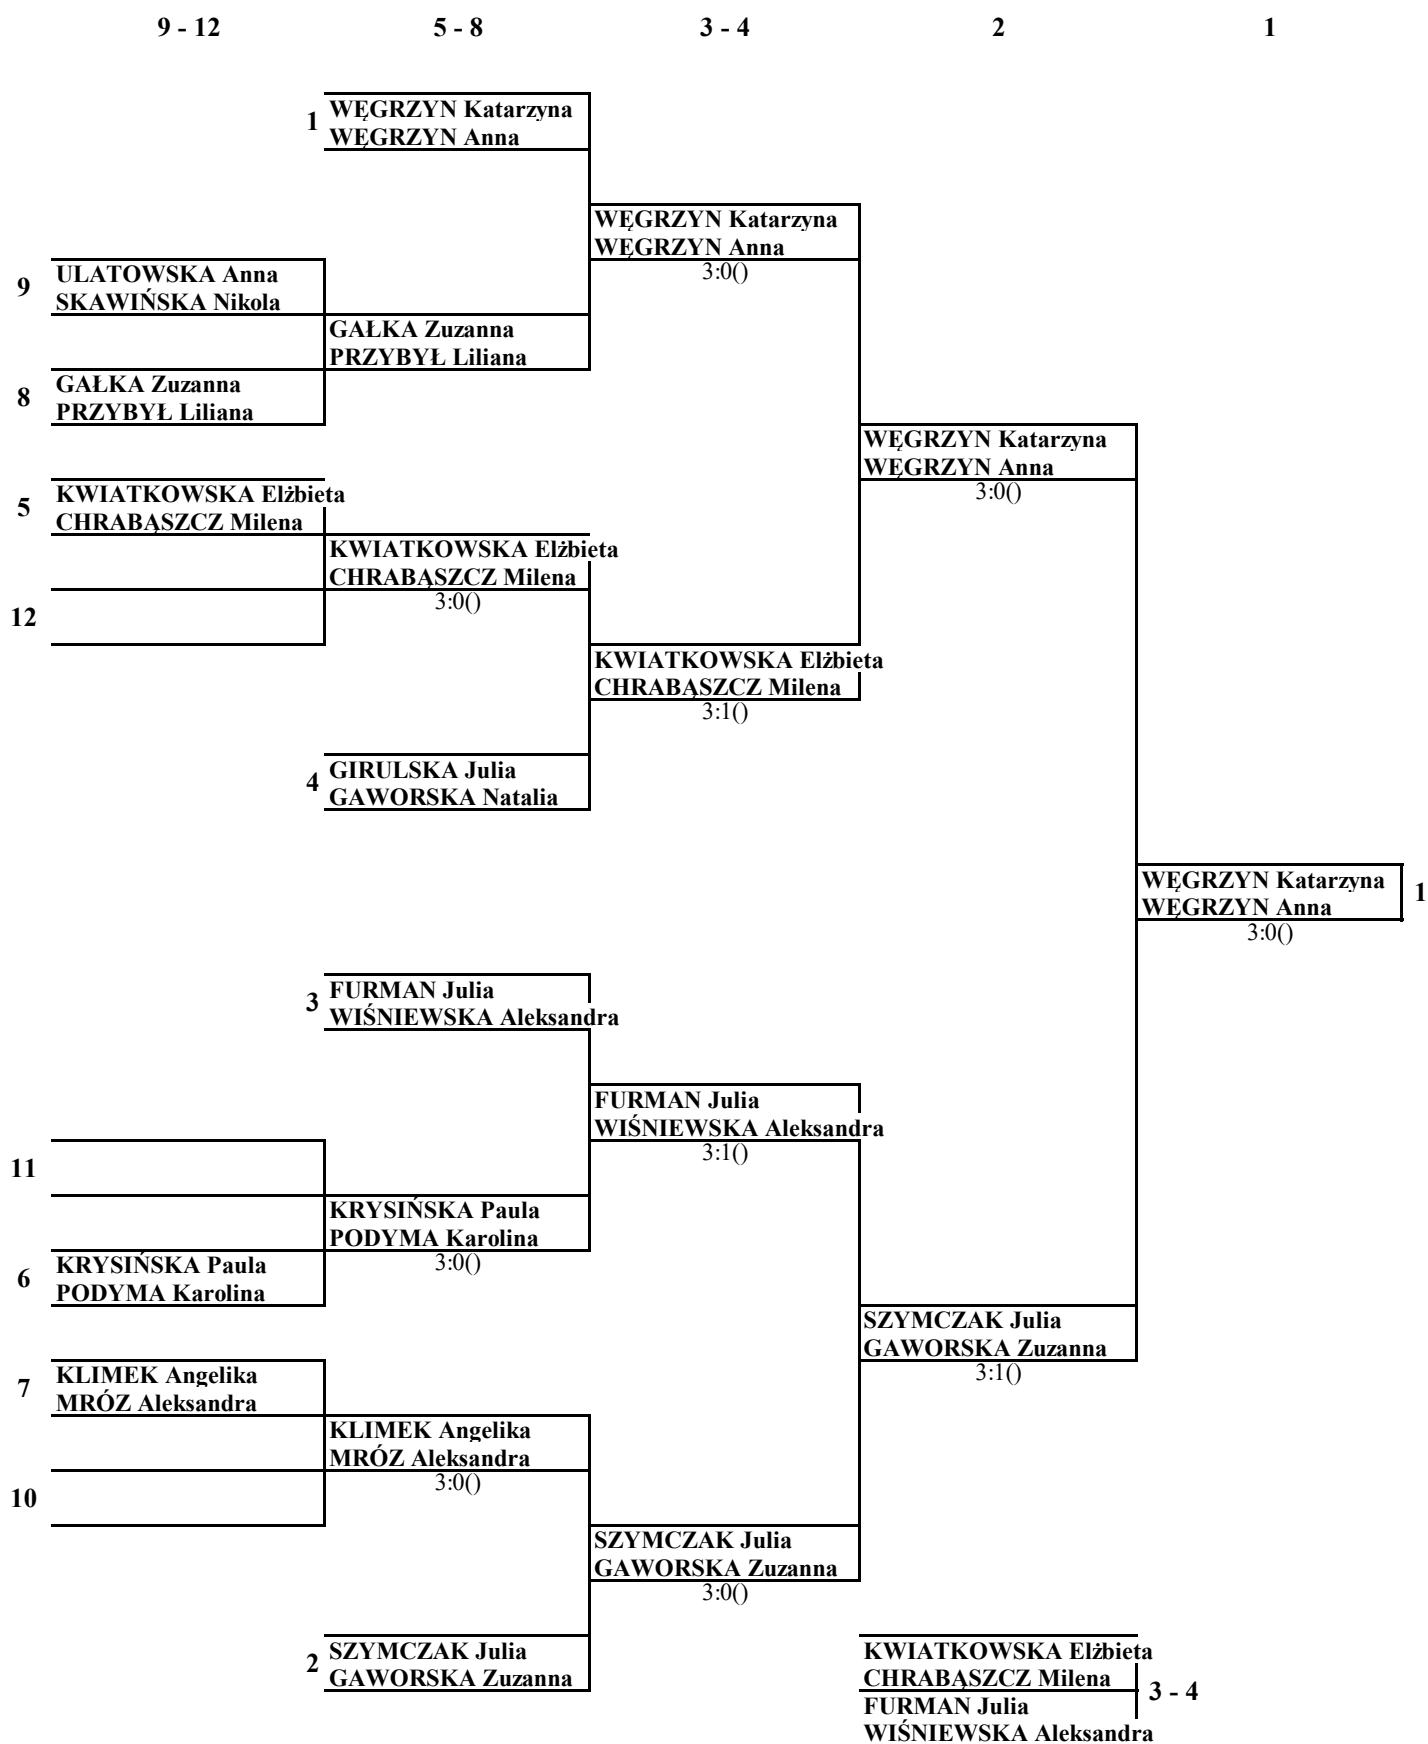 9 - 12 5 - 8 3 - 4 2 1
1 WĘGRZYN Katarzyna
WĘGRZYN Anna
WĘGRZYN Katarzyna
WĘGRZYN Anna
3:0()
9 ULATOWSKA Anna
SKAWIŃSKA Nikola
GAŁKA Zuzanna
PRZYBYŁ Liliana
8 GAŁKA Zuzanna
PRZYBYŁ Liliana
WĘGRZYN Katarzyna
WĘGRZYN Anna
3:0()
5 KWIATKOWSKA Elżbieta
CHRABĄSZCZ Milena
KWIATKOWSKA Elżbieta
CHRABĄSZCZ Milena
3:0()
12
KWIATKOWSKA Elżbieta
CHRABĄSZCZ Milena
3:1()
4 GIRULSKA Julia
GAWORSKA Natalia
WĘGRZYN Katarzyna 1
WĘGRZYN Anna
3:0()
3 FURMAN Julia
WIŚNIEWSKA Aleksandra
FURMAN Julia
WIŚNIEWSKA Aleksandra
3:1()
11
KRYSIŃSKA Paula
PODYMA Karolina
3:0()
6 KRYSIŃSKA Paula
PODYMA Karolina
SZYMCZAK Julia
GAWORSKA Zuzanna
3:1()
7 KLIMEK Angelika
MRÓZ Aleksandra
KLIMEK Angelika
MRÓZ Aleksandra
3:0()
10
SZYMCZAK Julia
GAWORSKA Zuzanna
3:0()
2 SZYMCZAK Julia
GAWORSKA Zuzanna
KWIATKOWSKA Elżbieta
CHRABĄSZCZ Milena
3 - 4
FURMAN Julia
WIŚNIEWSKA Aleksandra